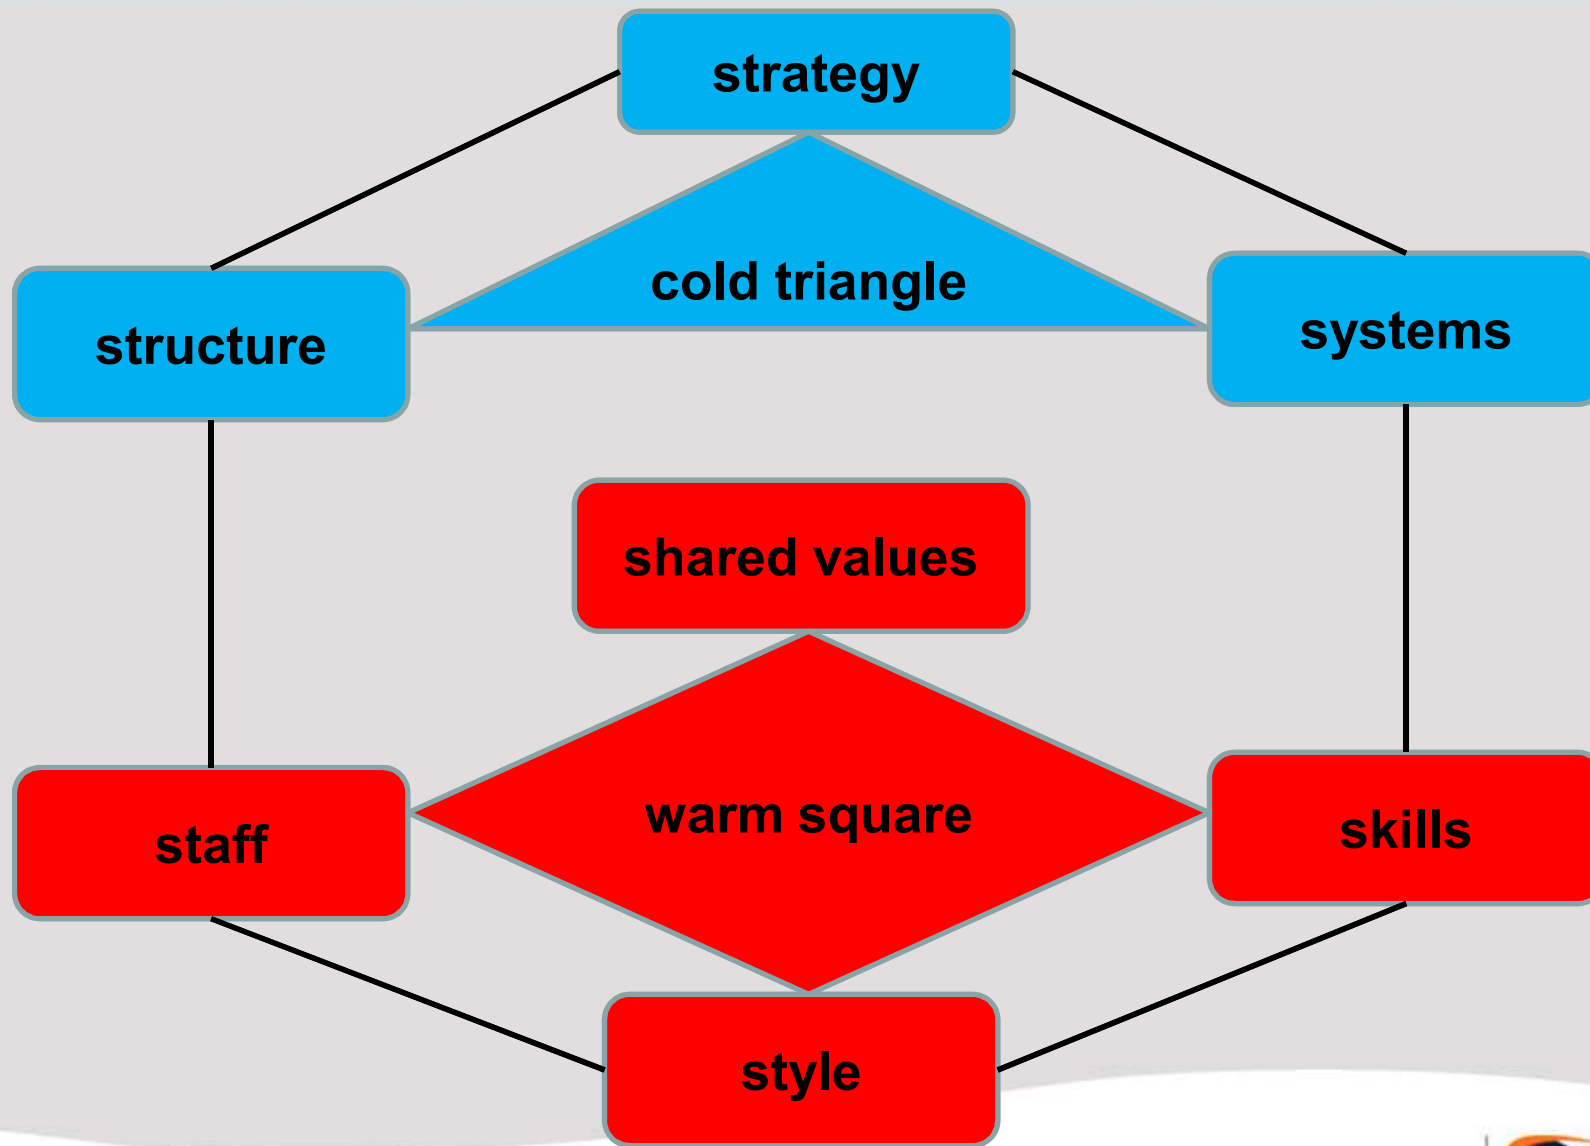 strategy
cold triangle
structure
systems
shared values
warm square
staff
skills
style